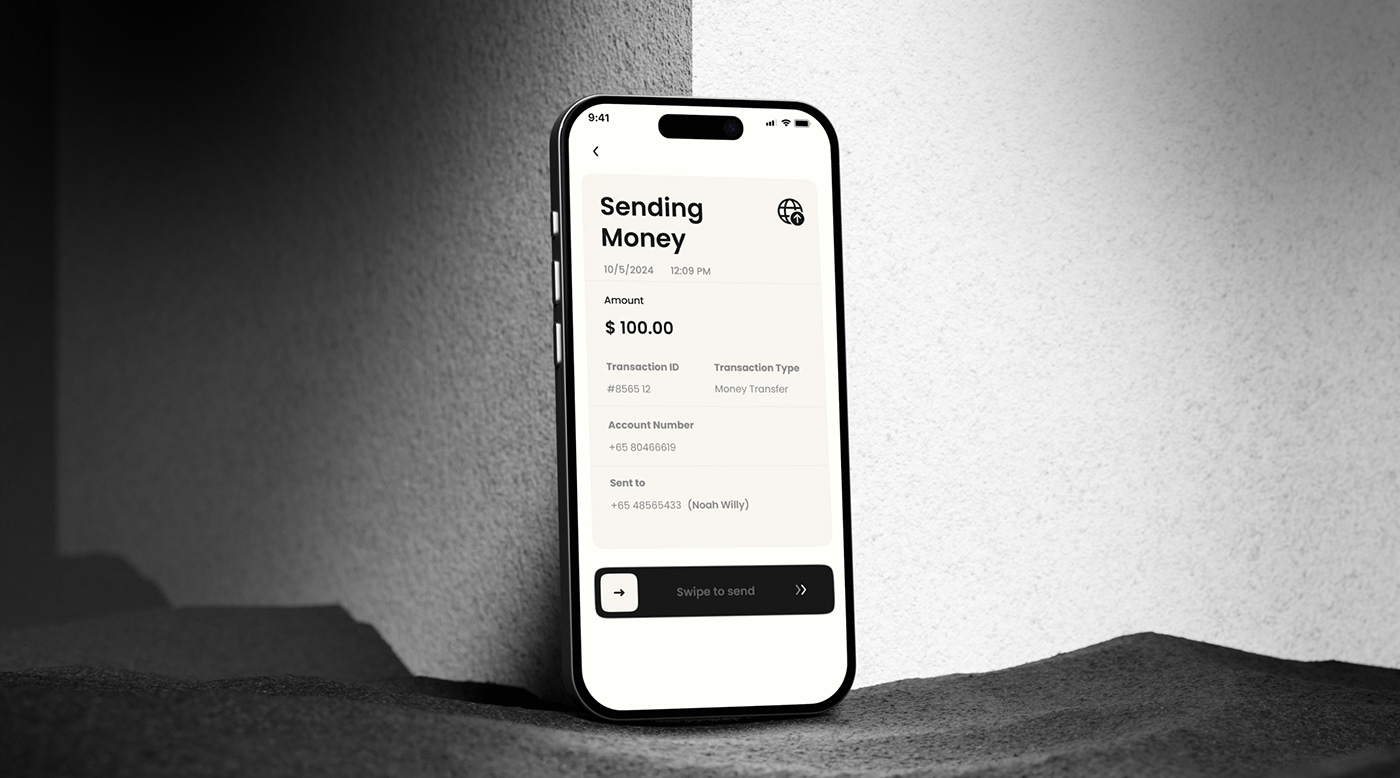 9:41
Sending
Money
10/5/2024 12:09 PM
Amount
$ 100.00
Transaction ID Transaction Type
#8565 12 Money Transfer
Account Number
+65 80466619
Sent to
+65 48565433 (Noah Willy)
Swipe to send